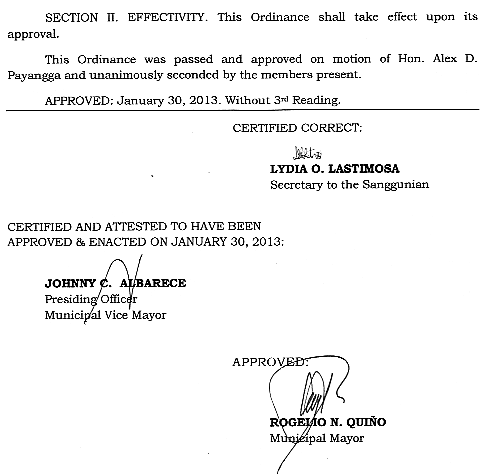 SECTION II. EFFECTIVITY. This Ordinance shall take effect upon its
approval.
This Ordinance was passed and approved on motion of Hon. Alex D.
Payangga and unanimously seconded by the members present.
APPROVED: January 30, 2013. Without 3rd Reading.
CERTIFIED CORRECT:
LYDIA O. LASTIMOSA
Secretary to the Sanggunian
CERTIFIED AND ATTESTED TO HAVE BEEN
APPROVED & ENACTED ON JANUARY 30, 2013:
JOHNNY C. ALBARECE
Presiding Officer
Municipal Vice Mayor
APPROVED:
ROGELIO N. QUIÑO
Municipal Mayor